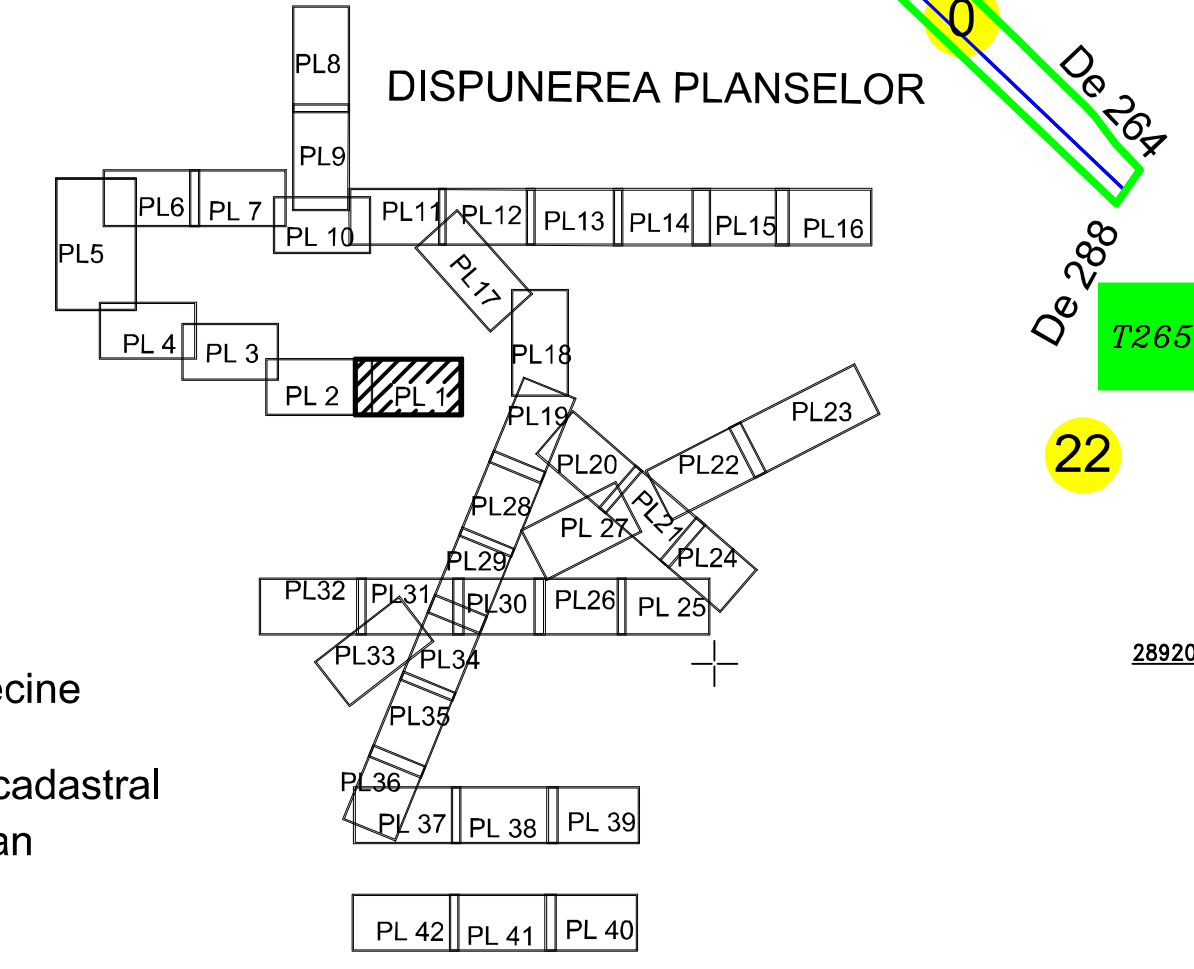 DISPUNEREA PLANSELOR
PL8
PL9
PL6
PL 7
PL5
PL 10
PL11
PL12
PL13
PL14
PL15
PL16
PL17
PL 4
PL 3
PL 2
PL 1
PL18
PL19
PL20
PL22
PL23
PL28
PL 27
PL21
PL24
PL29
PL32
PL31
PL30
PL26
PL 25
PL33
PL34
PL35
PL36
PL 37
PL 38
PL 39
PL 42
PL 41
PL 40
0
De 264
De 288
T265
22
28920
ecine
cadastral
an